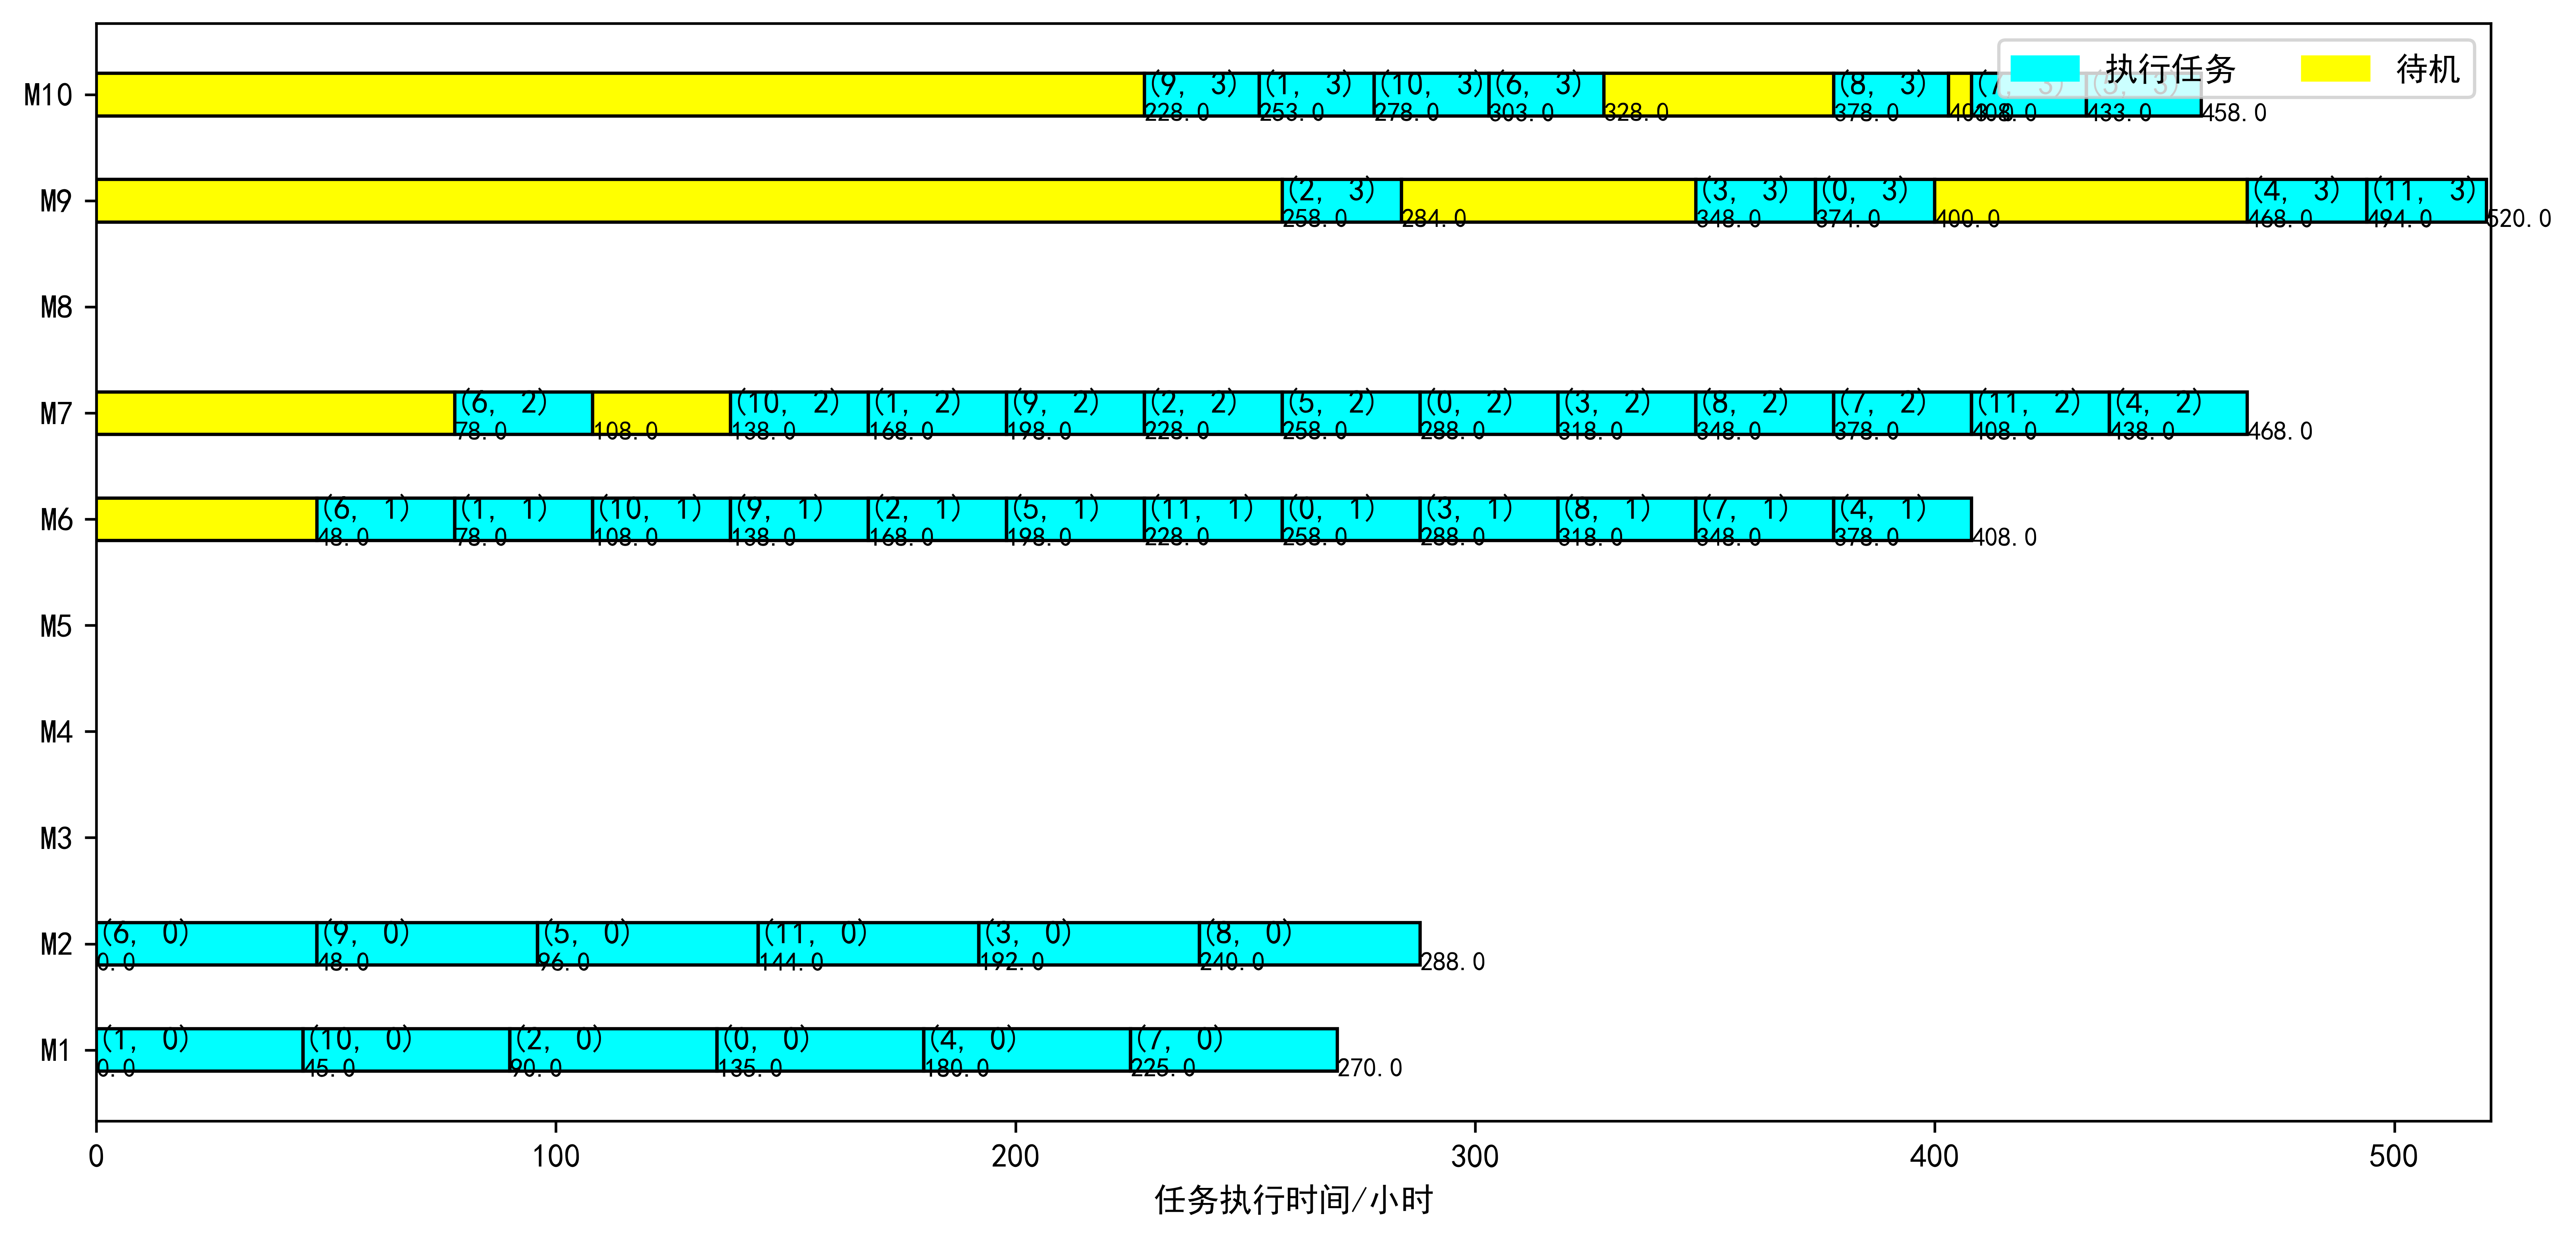 执行任务 待机
M10 (9, 3) (1, 3) (10, 3) (6, 3) (8, 3) (7, 3) (5, 3)
228.0 253.0 278.0 303.0 328.0 378.0 403.0 408.0 433.0 458.0
M9 (2, 3) (3, 3) (0, 3) (4, 3) (11, 3)
258.0 284.0 348.0 374.0 400.0 468.0 494.0 520.0
M8
M7 (6, 2) (10, 2) (1, 2) (9, 2) (2, 2) (5, 2) (0, 2) (3, 2) (8, 2) (7, 2) (11, 2) (4, 2)
78.0 108.0 138.0 168.0 198.0 228.0 258.0 288.0 318.0 348.0 378.0 408.0 438.0 468.0
M6 (6, 1) (1, 1) (10, 1) (9, 1) (2, 1) (5, 1) (11, 1) (0, 1) (3, 1) (8, 1) (7, 1) (4, 1)
48.0 78.0 108.0 138.0 168.0 198.0 228.0 258.0 288.0 318.0 348.0 378.0 408.0
M5
M4
M3
M2 (6, 0) (9, 0) (5, 0) (11, 0) (3, 0) (8, 0)
0.0 48.0 96.0 144.0 192.0 240.0 288.0
M1 (1, 0) (10, 0) (2, 0) (0, 0) (4, 0) (7, 0)
0.0 45.0 90.0 135.0 180.0 225.0 270.0
0 100 200 300 400 500
任务执行时间/小时